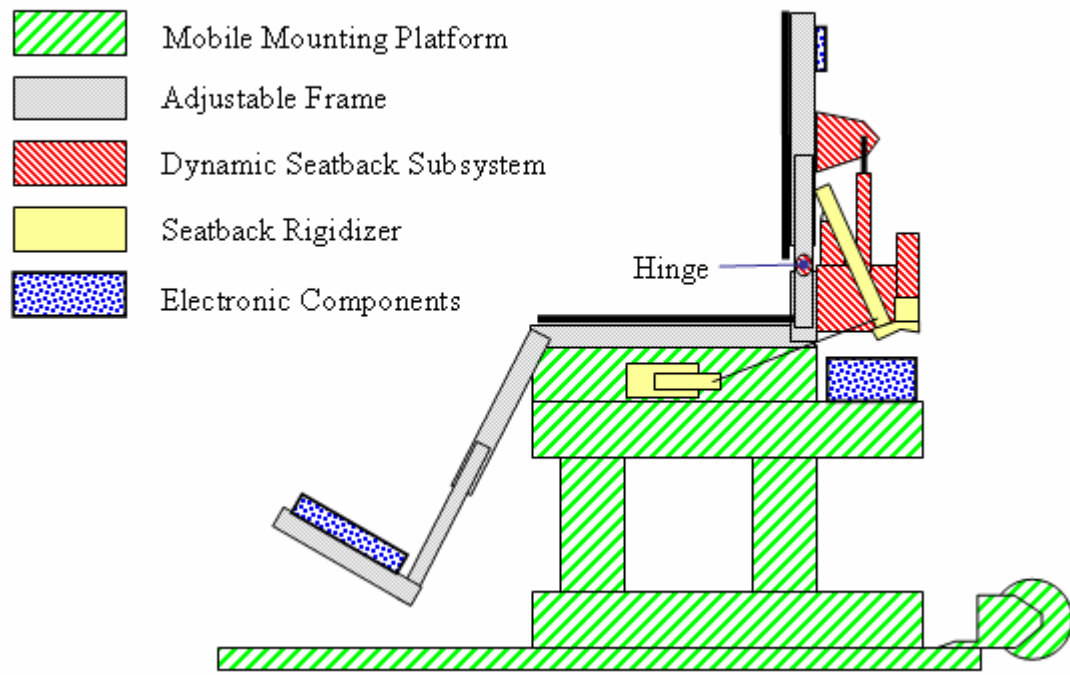 Mobile Mounting Platform
Adjustable Frame
Dynamic Seatback Subsystem
Seatback Rigidizer
Hinge
Electronic Components